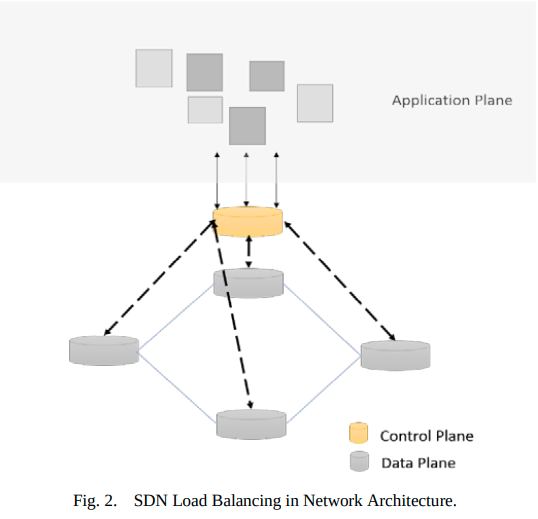 Application Plane
Control Plane
Data Plane
Fig. 2. SDN Load Balancing in Network Architecture.